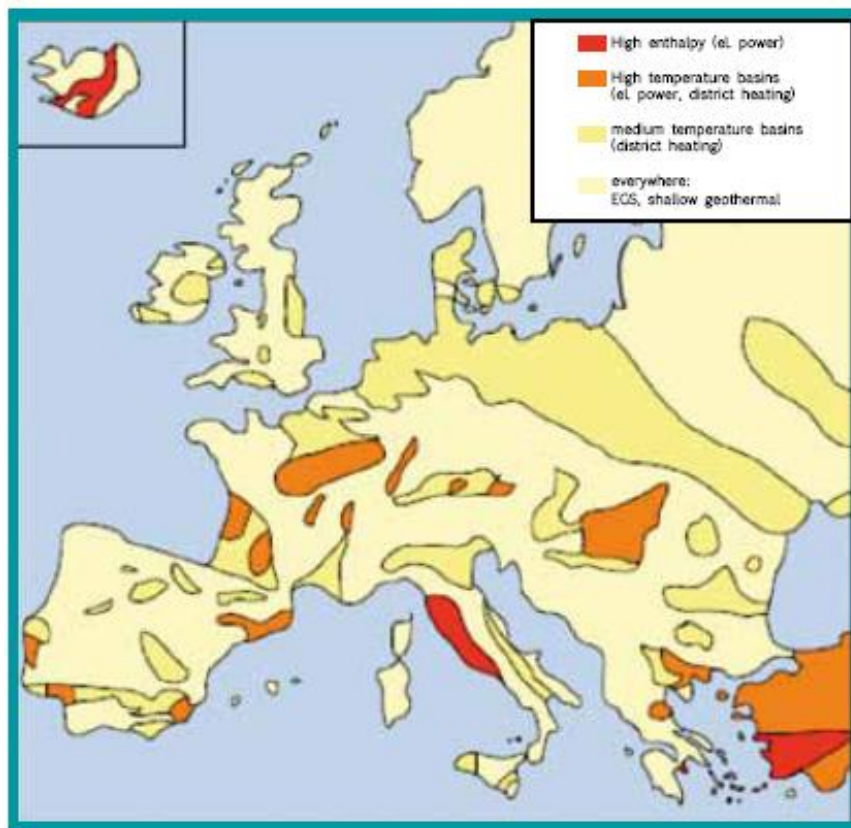 High enthalpy (el. power)
High temperature basins
(el. power, district heating)
medium temperature basins
(district heating)
everywhere:
EGS, shallow geothermal